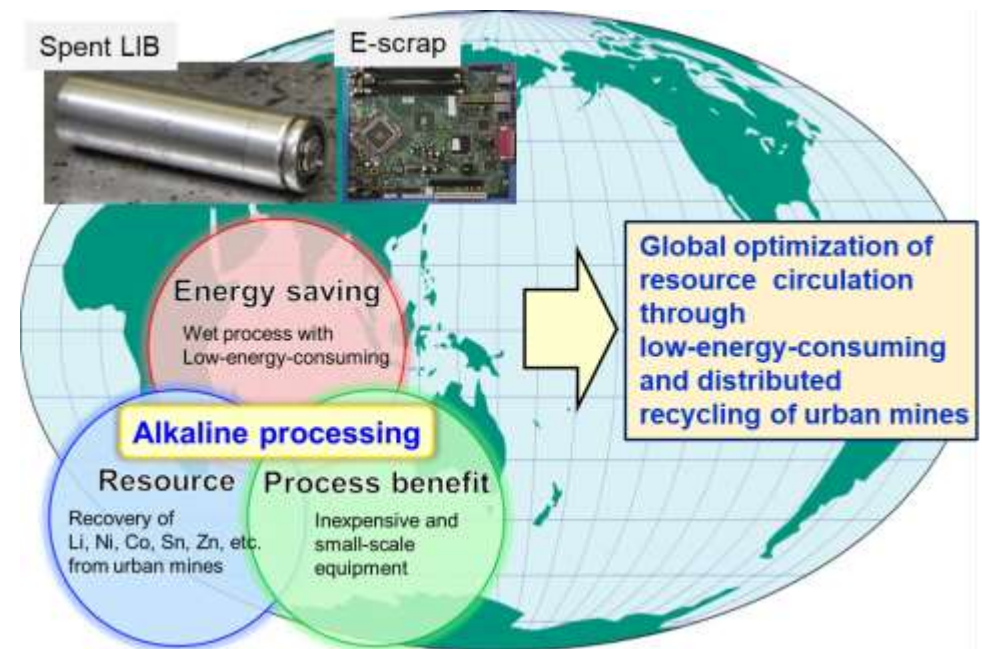 Spent LIB
E-scrap
Energy saving
Wet process with
Low-energy-consuming
Alkaline processing
Resource
Recovery of
Li, Ni, Co, Sn, Zn, etc.
from urban mines
Process benefit
Inexpensive and
small-scale
equipment
Global optimization of
resource circulation
through
low-energy-consuming
and distributed
recycling of urban mines